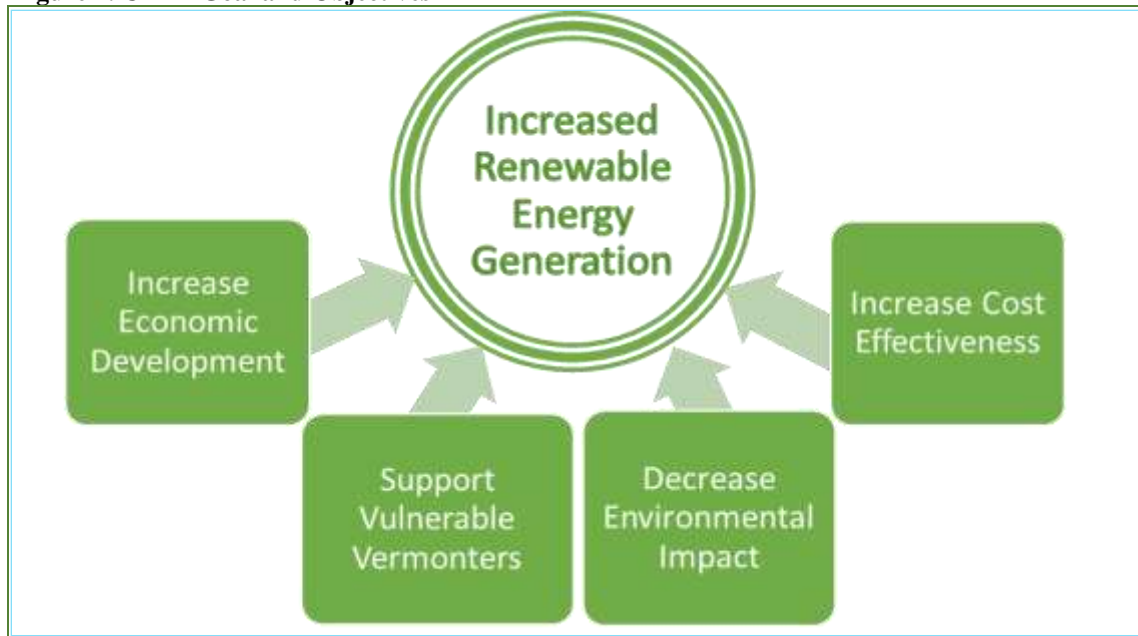 Increased
Renewable
Energy
Generation
Increase
Economic
Development
Increase Cost
Effectiveness
Support
Vulnerable
Vermonters
Decrease
Environmental
Impact